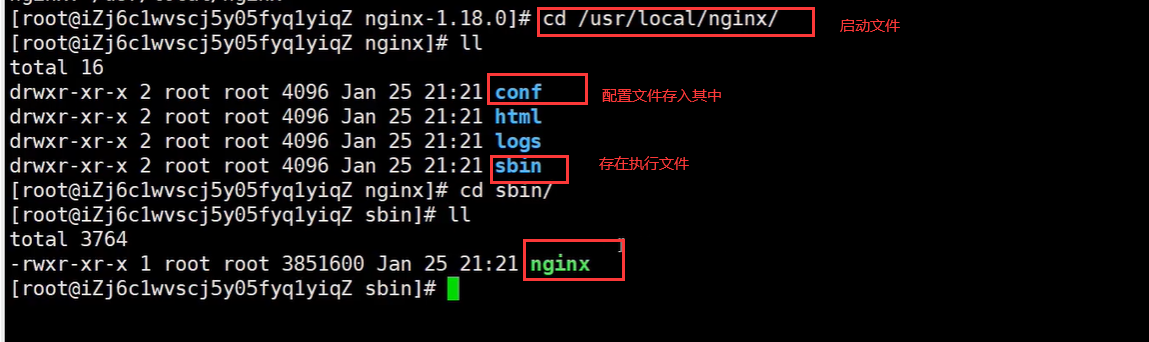 [root@iZj6c1wvscj5y05fyq1yiqZ nginx-1.18.0]# cd /usr/local/nginx/ 启动文件
[root@iZj6c1wvscj5y05fyq1yiqZ nginx]# ll
total 16
drwxr-xr-x 2 root root 4096 Jan 25 21:21 conf 配置文件存入其中
drwxr-xr-x 2 root root 4096 Jan 25 21:21 html
drwxr-xr-x 2 root root 4096 Jan 25 21:21 logs
drwxr-xr-x 2 root root 4096 Jan 25 21:21 sbin 存在执行文件
[root@iZj6c1wvscj5y05fyq1yiqZ nginx]# cd sbin/
[root@iZj6c1wvscj5y05fyq1yiqZ sbin]# ll
total 3764
-rwxr-xr-x 1 root root 3851600 Jan 25 21:21 nginx
[root@iZj6c1wvscj5y05fyq1yiqZ sbin]#